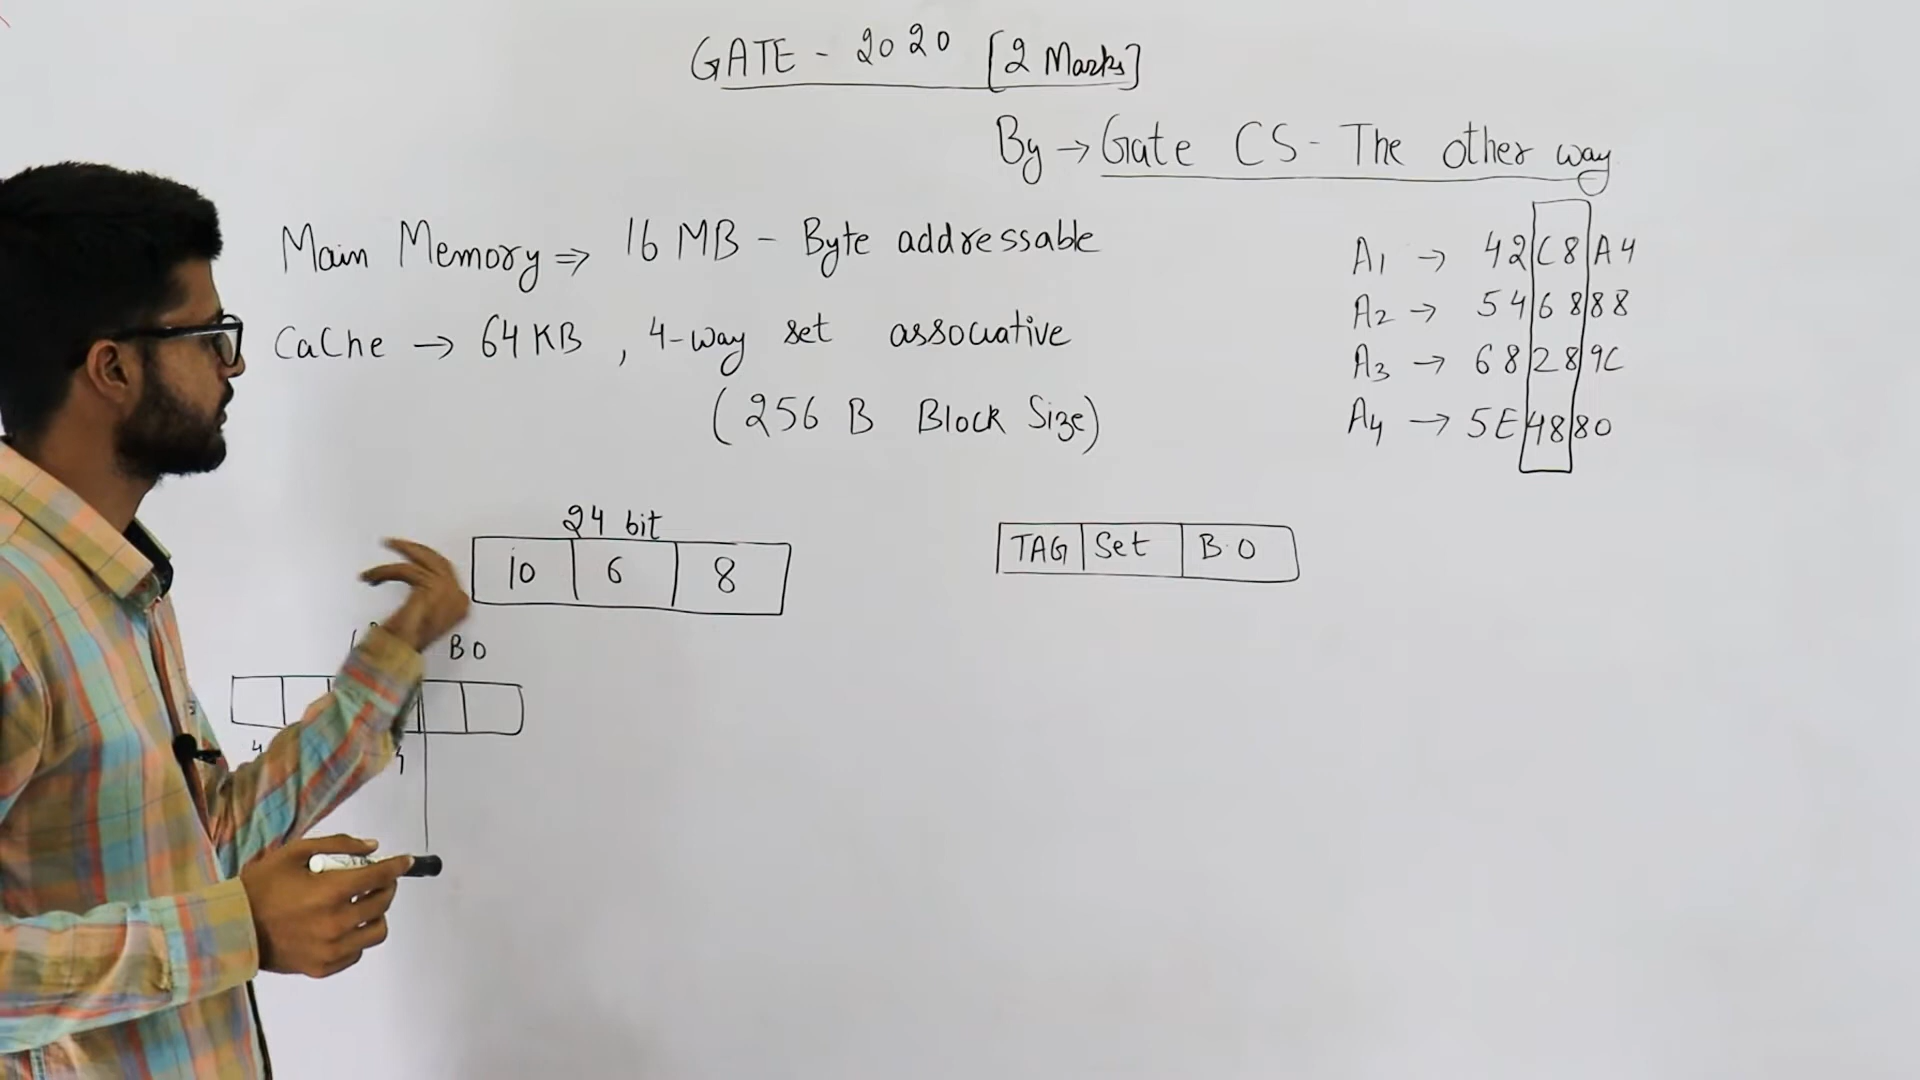 GATE - 2020 [2 Marks]
By → Gate CS - The other way
Main Memory ⇒ 16 MB - Byte addressable
Cache → 64 KB , 4-way set associative
(256 B Block Size)
A1 → 42C8A4
A2 → 546888
A3 → 68289C
A4 → 5E4880
24 bit
10 6 8
TAG Set B.O
B O
4 4